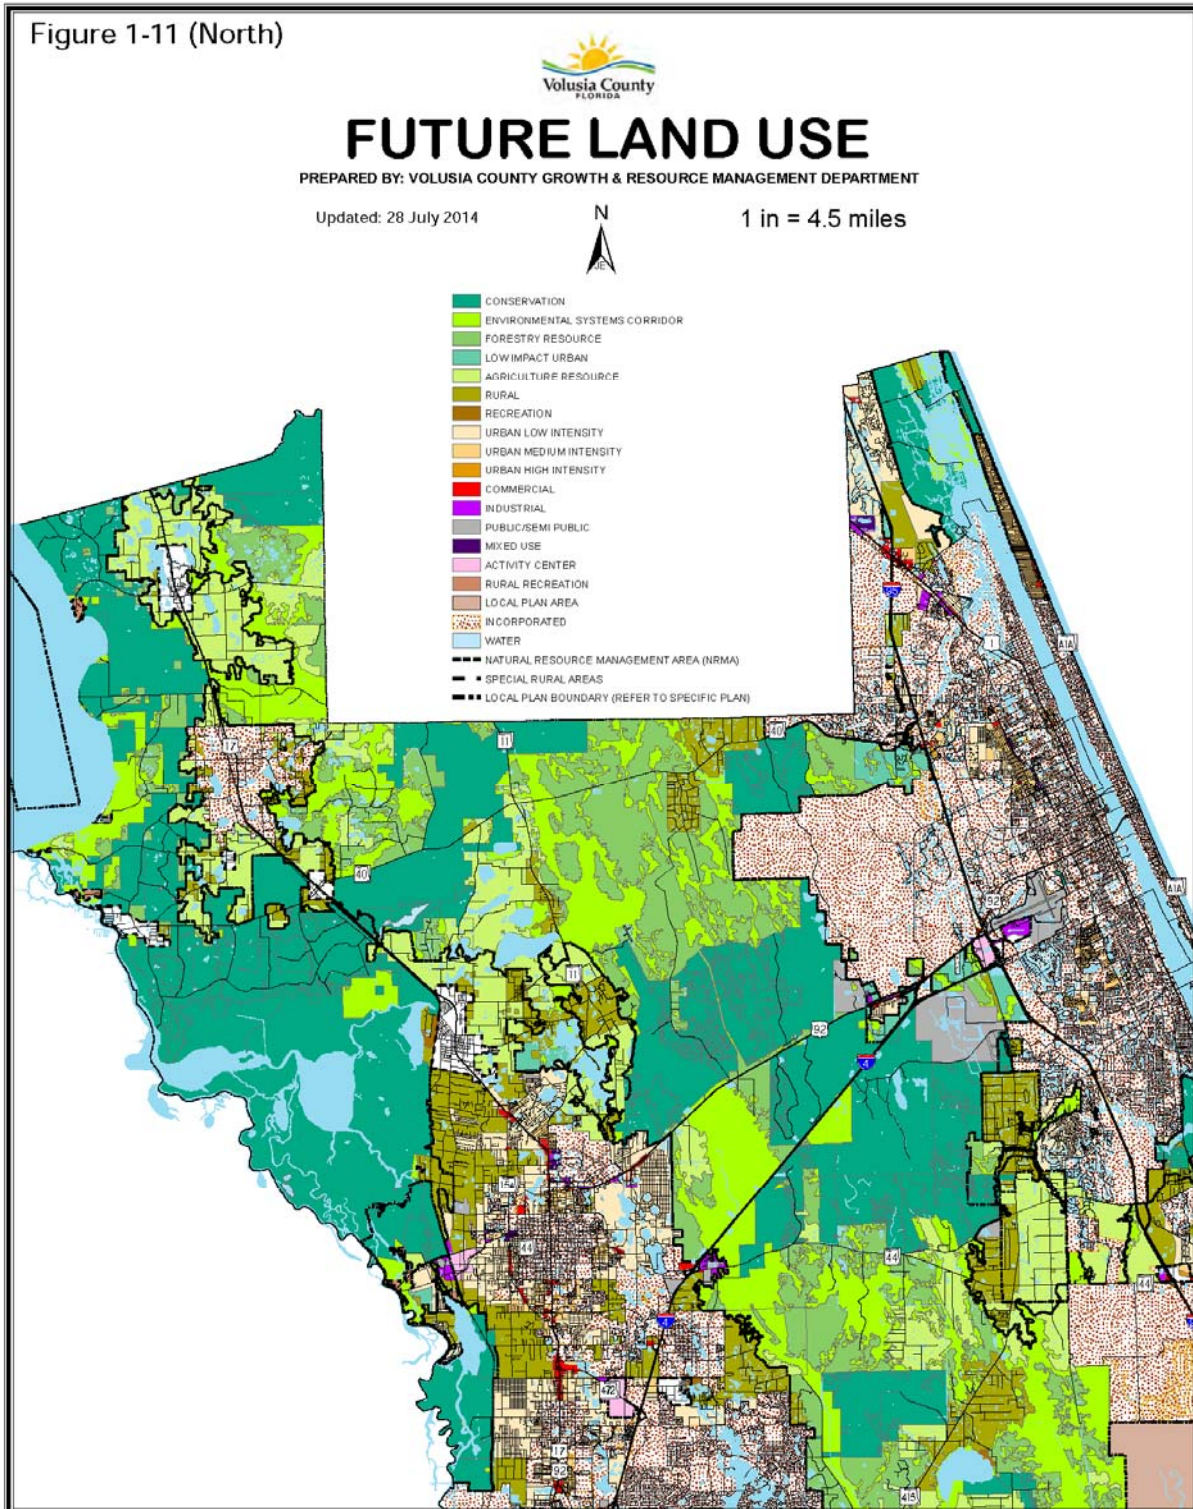 Figure 1-11 (North)
Volusia County
FLORIDA
FUTURE LAND USE
PREPARED BY: VOLUSIA COUNTY GROWTH & RESOURCE MANAGEMENT DEPARTMENT
Updated: 28 July 2014
N
1 in = 4.5 miles
JE
CONSERVATION
ENVIRONMENTAL SYSTEMS CORRIDOR
FORESTRY RESOURCE
LOW IMPACT URBAN
AGRICULTURE RESOURCE
RURAL
RECREATION
URBAN LOW INTENSITY
URBAN MEDIUM INTENSITY
URBAN HIGH INTENSITY
COMMERCIAL
INDUSTRIAL
PUBLIC/SEMI PUBLIC
MIXED USE
ACTIVITY CENTER
RURAL RECREATION
LOCAL PLAN AREA
INCORPORATED
WATER
NATURAL RESOURCE MANAGEMENT AREA (NRMA)
SPECIAL RURAL AREAS
LOCAL PLAN BOUNDARY (REFER TO SPECIFIC PLAN)
95
1
A1A
17
11
40
40
A1A
92
11
92
4
44
44
44
4
472
17
92
415